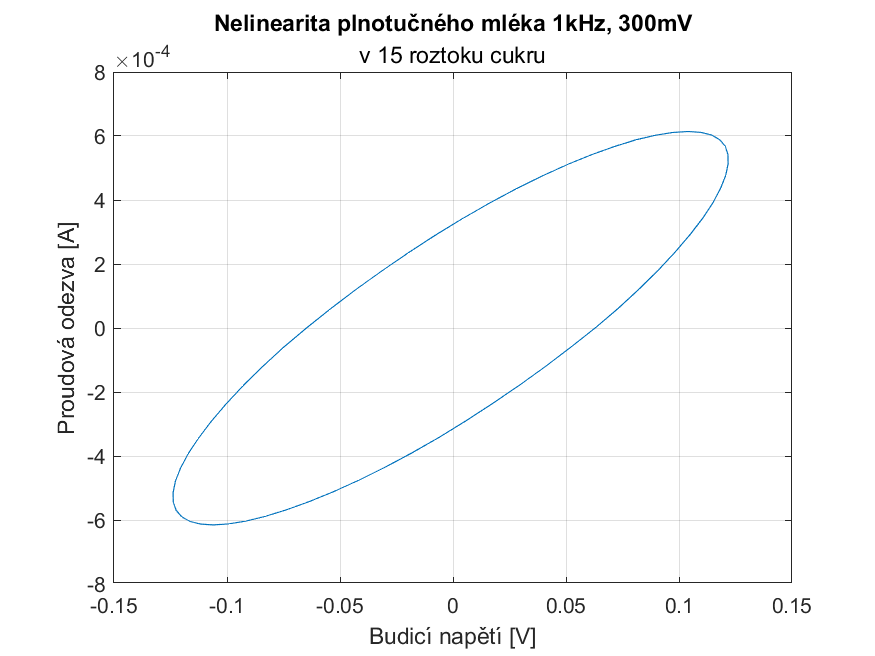 Nelinearita plnotučného mléka 1kHz, 300mV
v 15 roztoku cukru
×10-4
8
6
4
2
0
-2
-4
-6
-8
Proudová odezva [A]
-0.15 -0.1 -0.05 0 0.05 0.1 0.15
Budicí napětí [V]